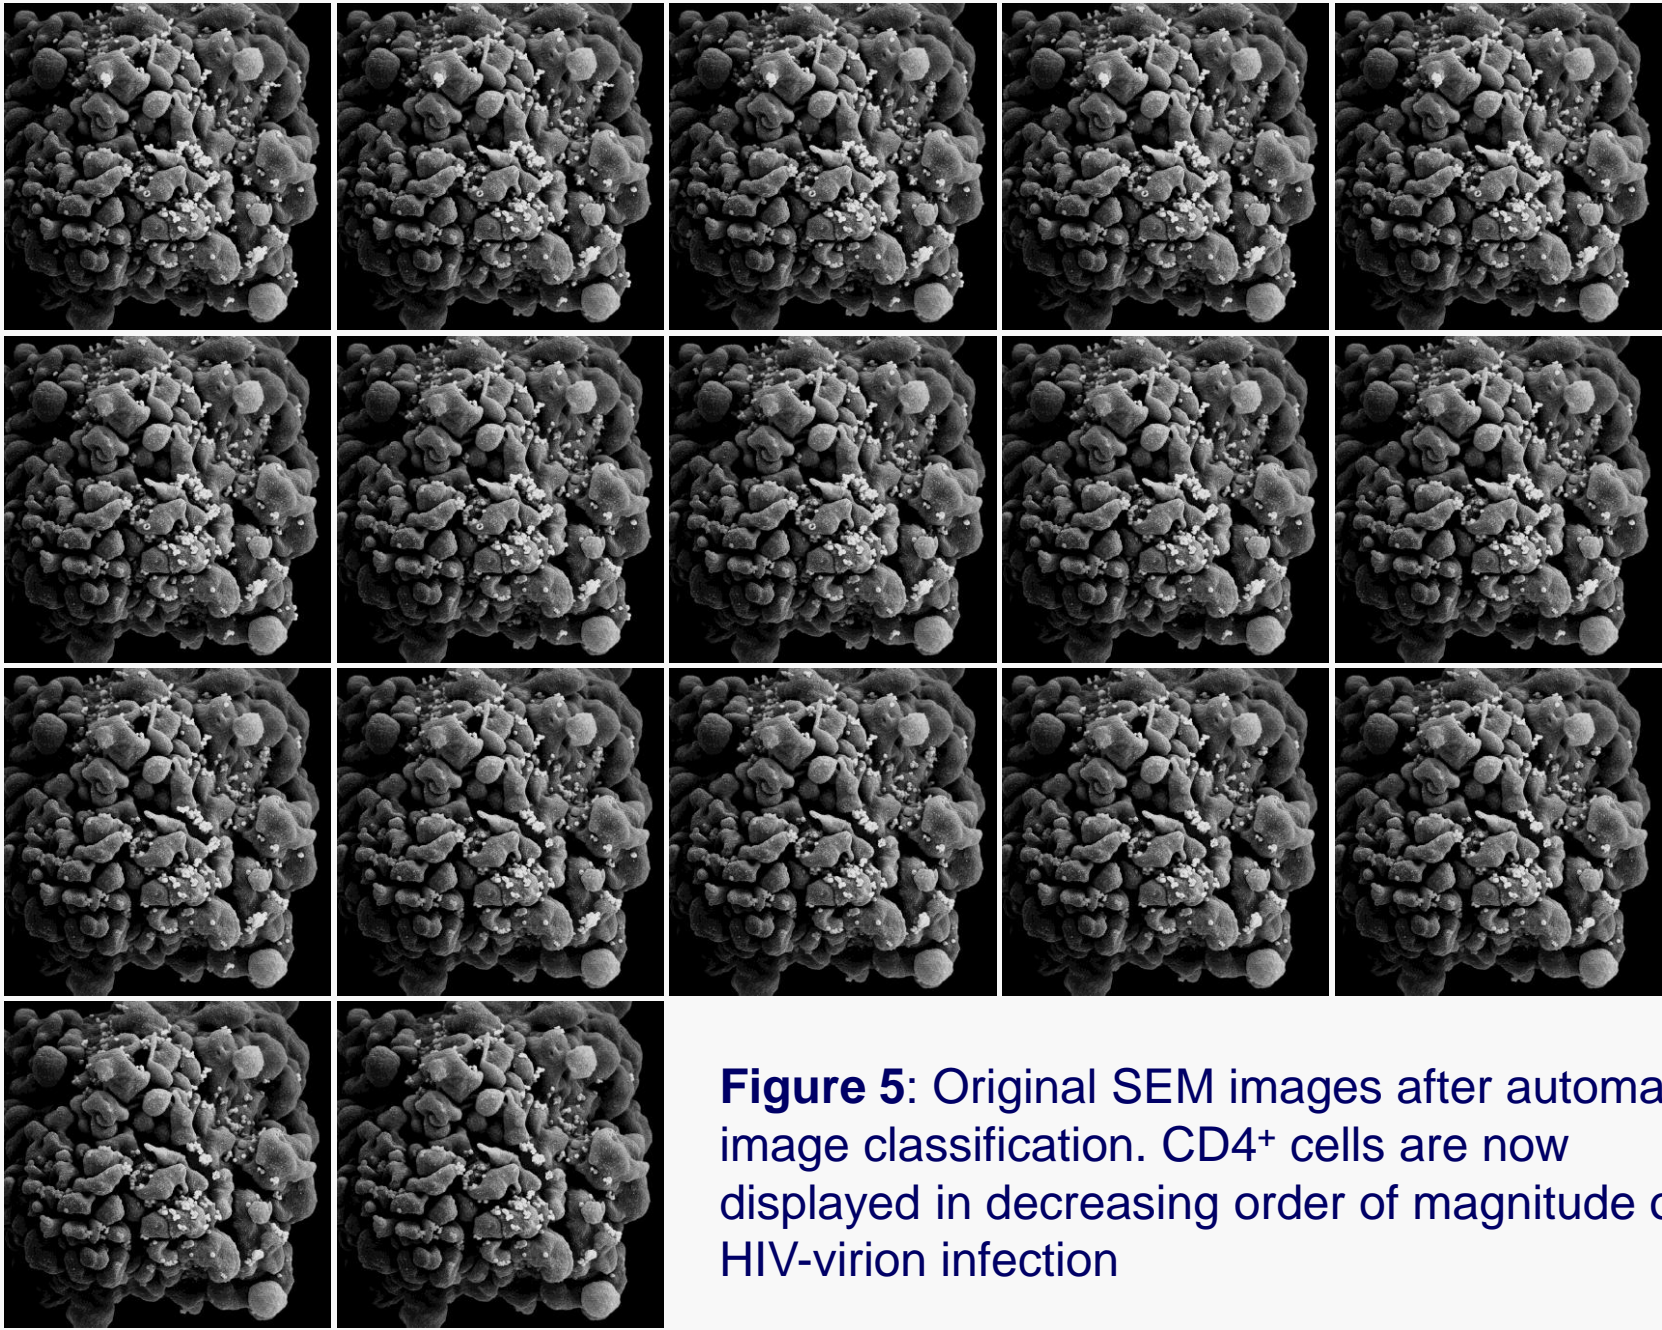 Figure 5: Original SEM images after automa
image classification. CD4⁺ cells are now
displayed in decreasing order of magnitude
HIV-virion infection